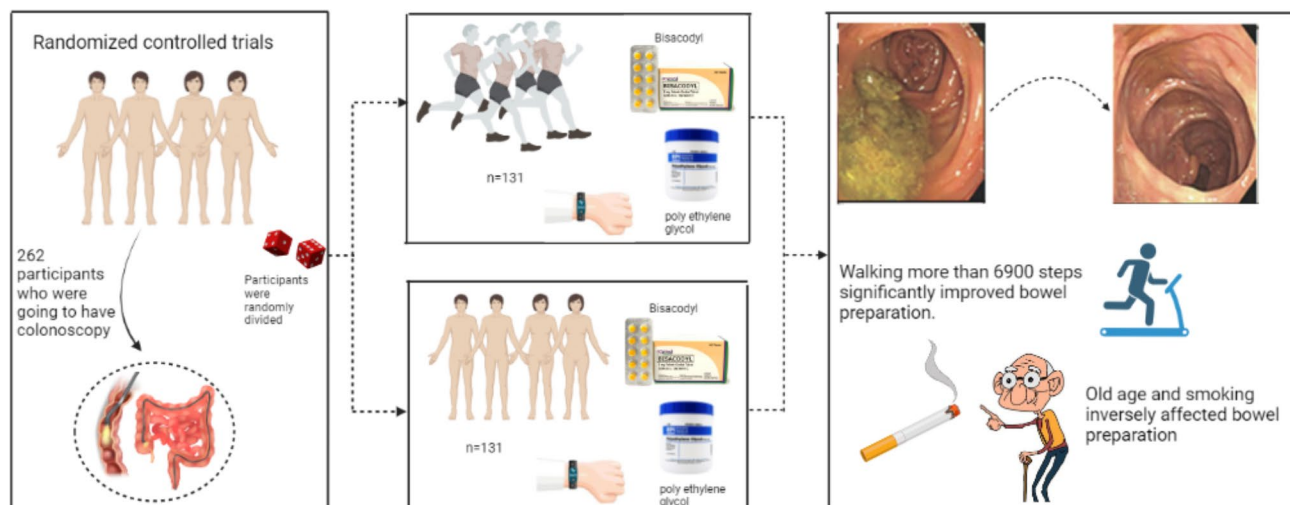 Randomized controlled trials
262
participants
who were
going to have
colonoscopy
Participants
were
randomly
divided
Bisacodyl
BISACODYL
n=131
poly ethylene
glycol
Bisacodyl
BISACODYL
n=131
poly ethylene
glycol
Walking more than 6900 steps
significantly improved bowel
preparation.
Old age and smoking
inversely affected bowel
preparation